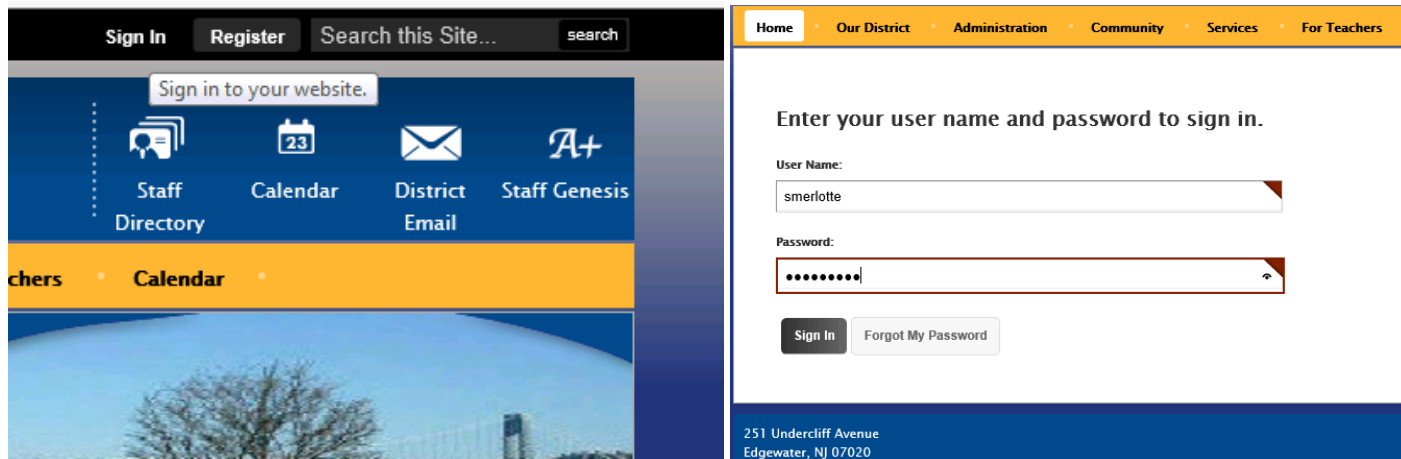 Sign In Register Search this Site... search
Sign in to your website.
23
A+
Staff Directory
Calendar
District Email
Staff Genesis
chers Calendar
Home Our District Administration Community Services For Teachers
Enter your user name and password to sign in.
User Name:
smerlotte
Password:
Sign In Forgot My Password
251 Undercliff Avenue
Edgewater, NJ 07020